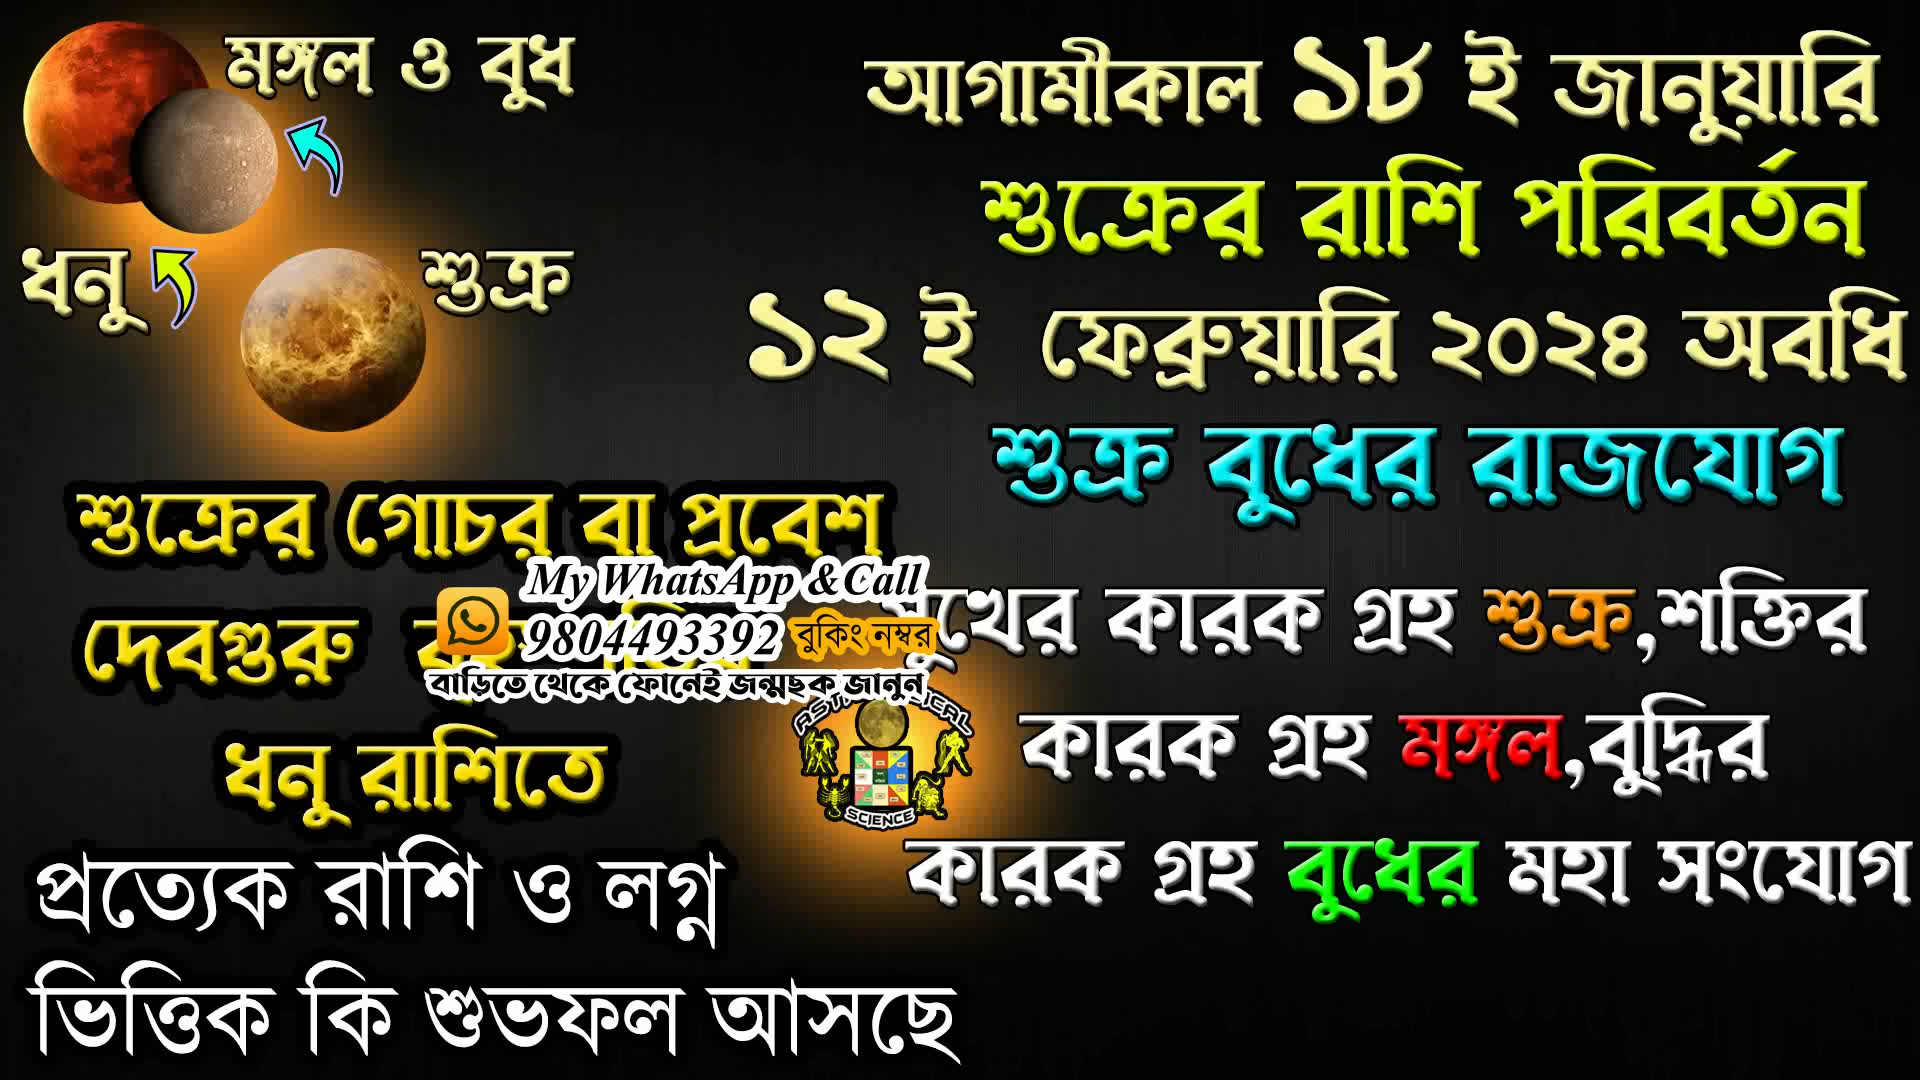 মঙ্গল ও বুধ
ধনু
শুক্র
আগামীকাল ১৮ ই জানুয়ারি
শুক্রের রাশি পরিবর্তন
১২ ই ফেব্রুয়ারি ২০২৪ অবধি
শুক্র বুধের রাজযোগ
শুক্রের গোচর বা প্রবেশ
দেবগুরু
ধনু রাশিতে
My WhatsApp &Call
9804493392 বুকিং নম্বর
বাড়িতে থেকে ফোনেই জন্মছক জানুন
সুখের কারক গ্রহ শুক্র,শক্তির
কারক গ্রহ মঙ্গল,বুদ্ধির
কারক গ্রহ বুধের মহা সংযোগ
SCIENCE
প্রত্যেক রাশি ও লগ্ন
ভিত্তিক কি শুভফল আসছে